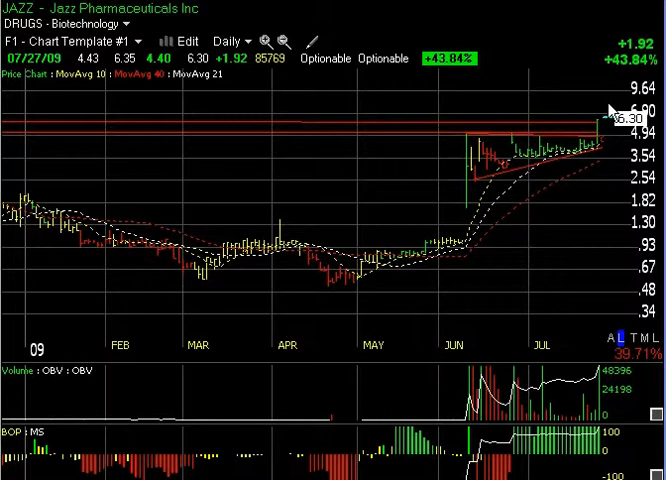 JAZZ - Jazz Pharmaceuticals Inc
DRUGS - Biotechnology
F1 - Chart Template #1 Edit Daily
+1.92
07/27/09 4.43 6.35 4.40 6.30 +1.92 85769 Optionable Optionable +43.84% +43.84%
Price Chart : MovAvg 10 : MovAvg 40 : MovAvg 21
9.64
6.30
4.94
3.54
2.54
1.82
1.30
.93
.67
.48
.34
A L T M L
09 FEB MAR APR MAY JUN JUL
39.71%
Volume : OBV : OBV
48396
24198
0
BOP : MS
100
0
-100